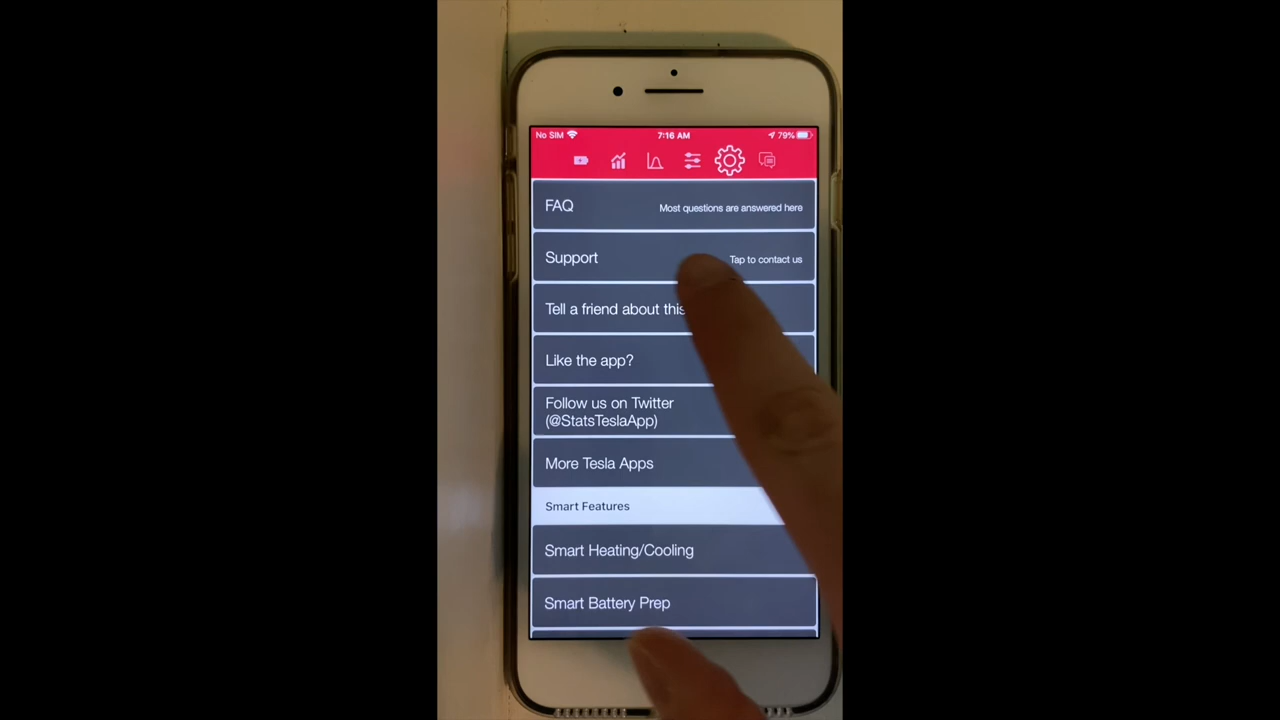 No SIM 7:16 AM 79%
FAQ Most questions are answered here
Support Tap to contact us
Tell a friend about this
Like the app?
Follow us on Twitter
(@StatsTeslaApp)
More Tesla Apps
Smart Features
Smart Heating/Cooling
Smart Battery Prep